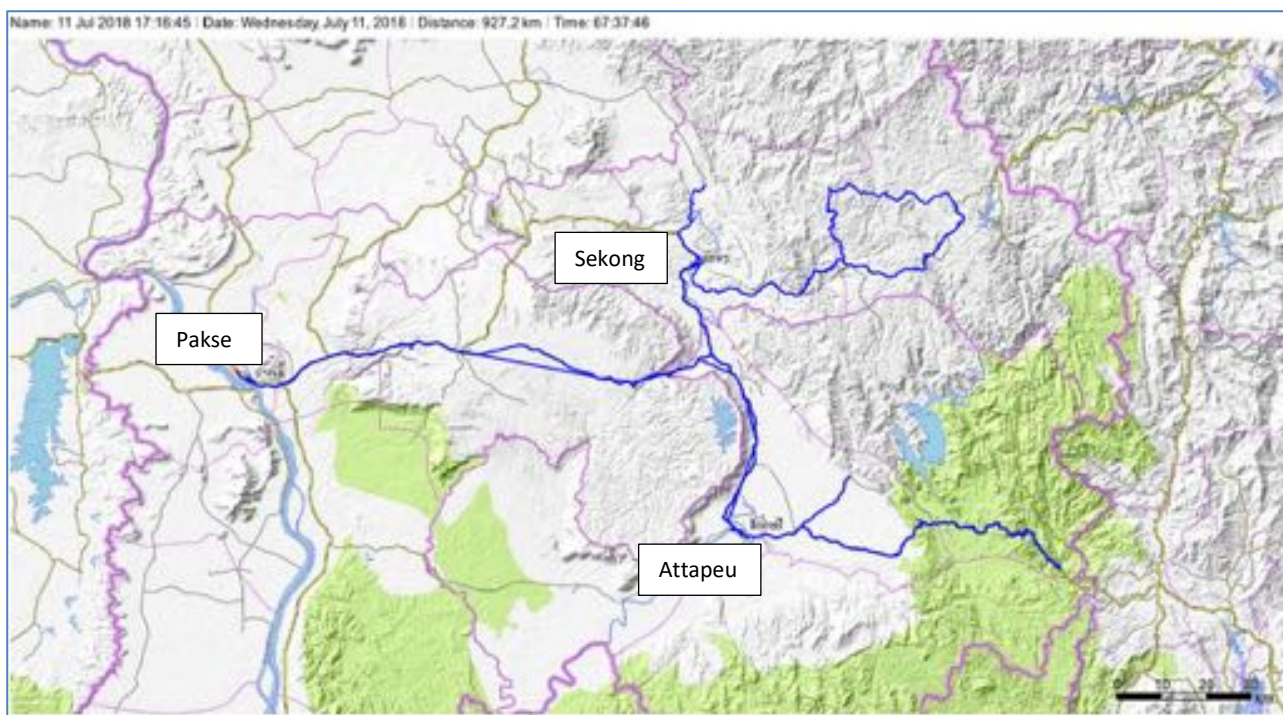 Name: 11 Jul 2018 17:16:45 | Date: Wednesday, July 11, 2018 | Distance: 927.2 km | Time: 67:37:46
Sekong
Pakse
Attapeu
0 10 20 30